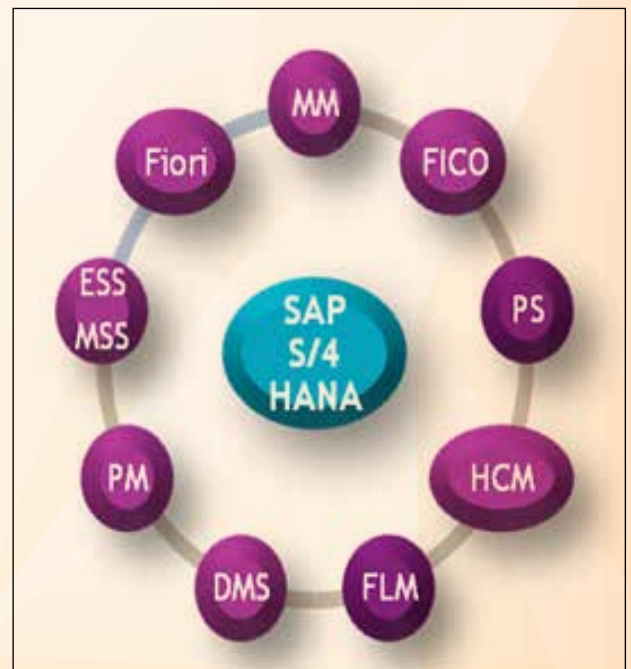 MM
FICO
PS
HCM
FLM
DMS
PM
ESS
MSS
Fiori
SAP
S/4
HANA